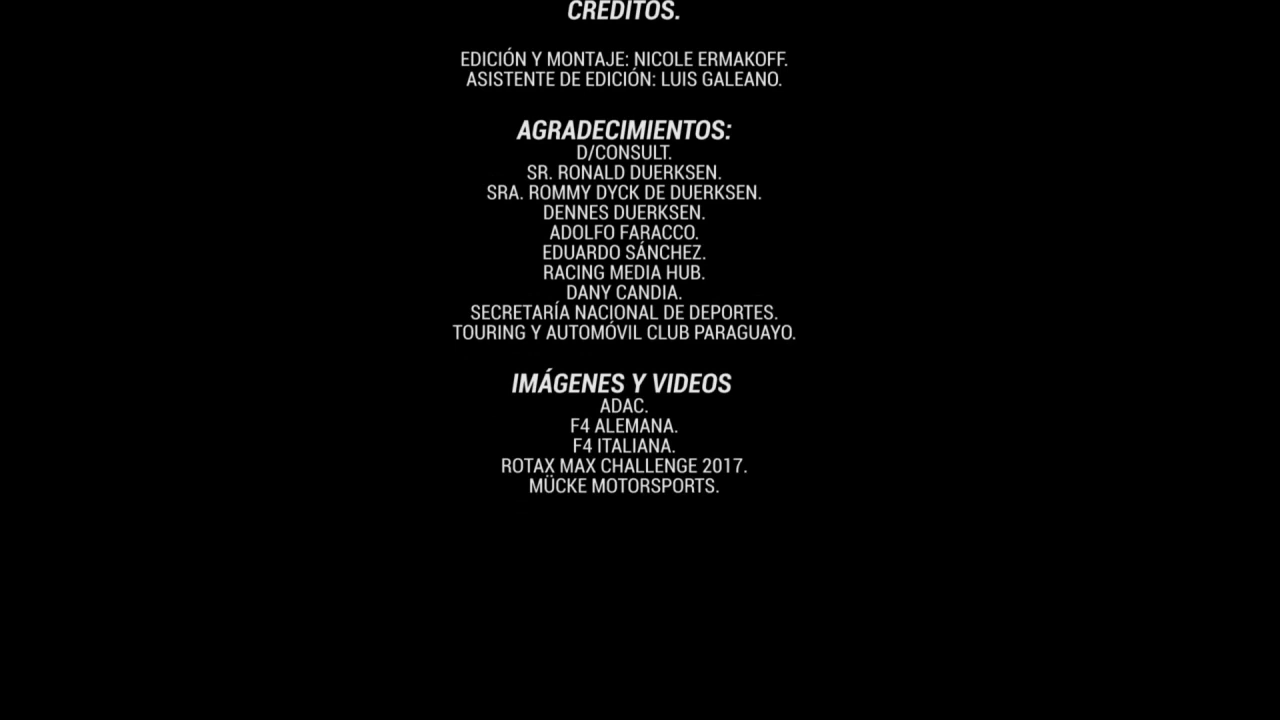 CRÉDITOS.
EDICIÓN Y MONTAJE: NICOLE ERMAKOFF.
ASISTENTE DE EDICIÓN: LUIS GALEANO.
AGRADECIMIENTOS:
D/CONSULT.
SR. RONALD DUERKSEN.
SRA. ROMMY DYCK DE DUERKSEN.
DENNES DUERKSEN.
ADOLFO FARACCO.
EDUARDO SÁNCHEZ.
RACING MEDIA HUB.
DANY CANDIA.
SECRETARÍA NACIONAL DE DEPORTES.
TOURING Y AUTOMÓVIL CLUB PARAGUAYO.
IMÁGENES Y VIDEOS
ADAC.
F4 ALEMANA.
F4 ITALIANA.
ROTAX MAX CHALLENGE 2017.
MÜCKE MOTORSPORTS.